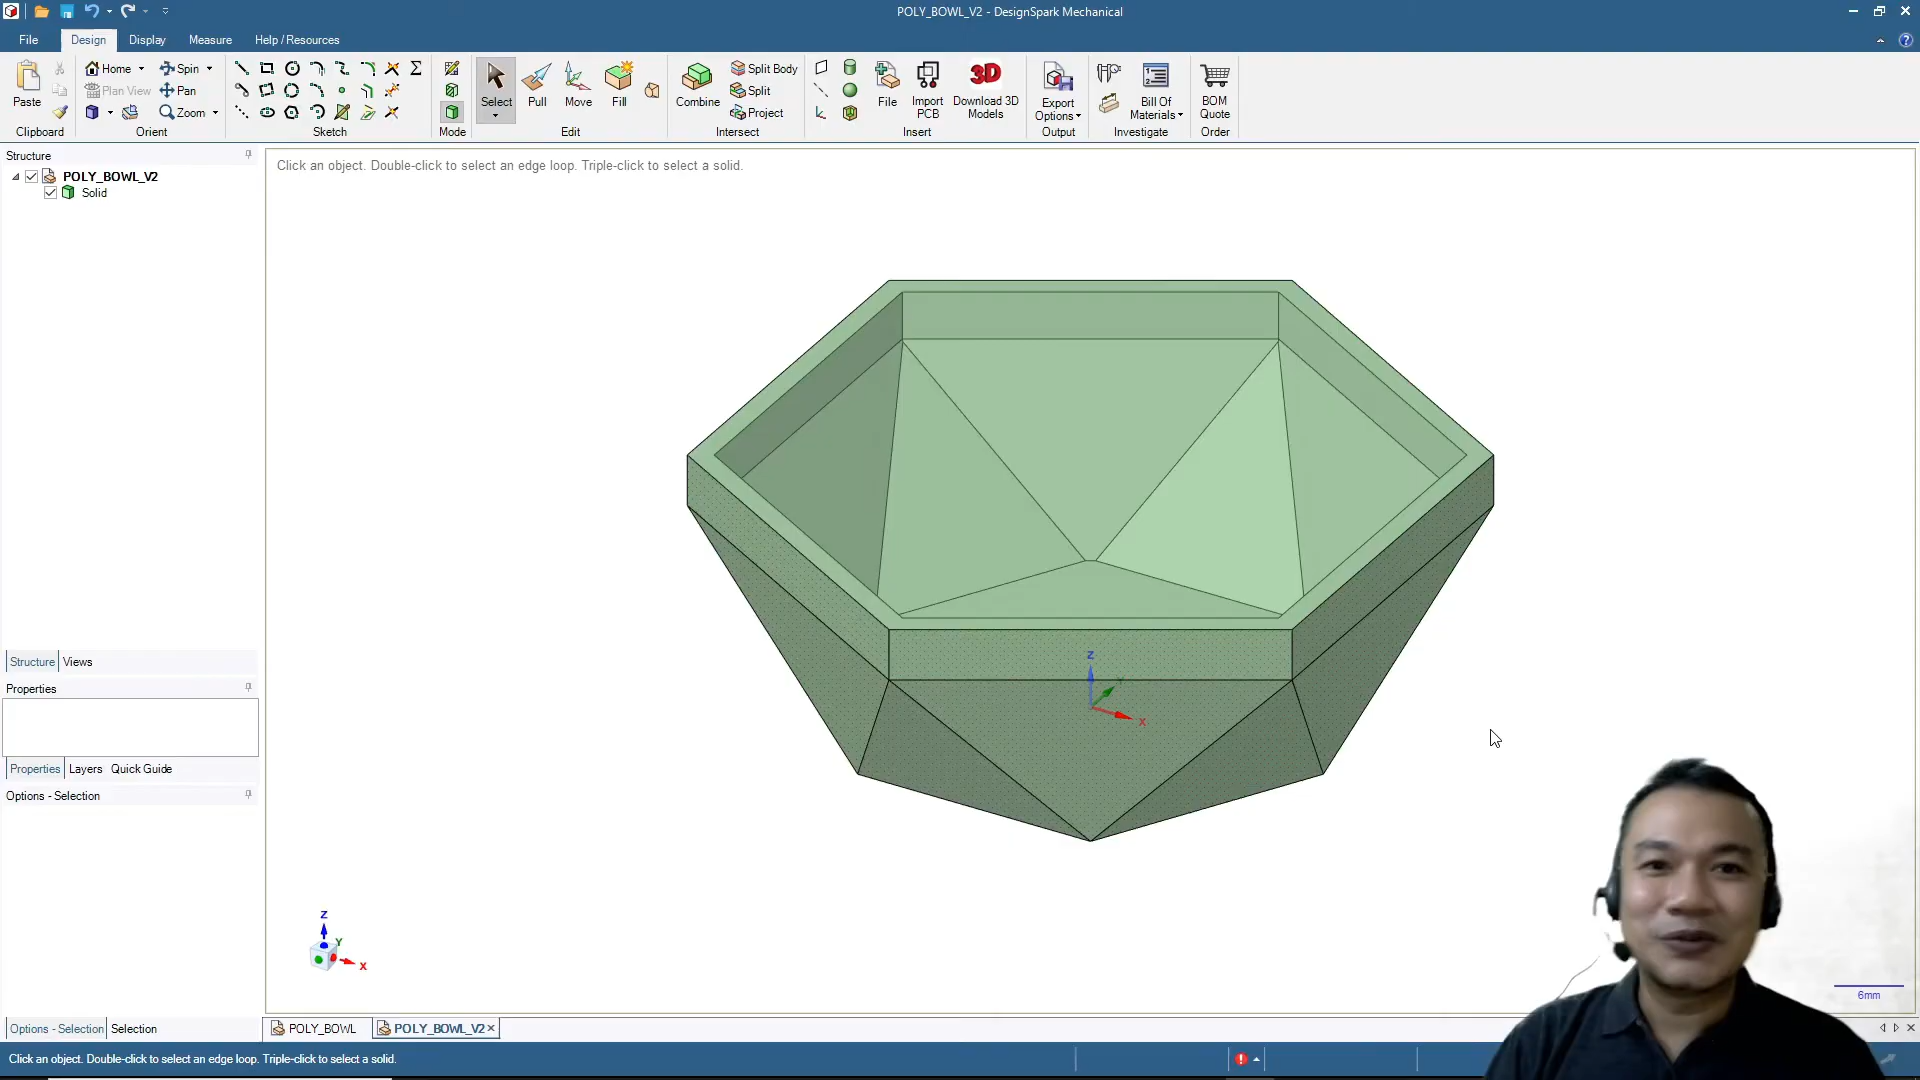 POLY_BOWL_V2 - DesignSpark Mechanical
File Design Display Measure Help / Resources
Paste
Home
Plan View
Spin
Pan
Zoom
Select Pull Move Fill
Combine
Split Body
Split
Project
File
Import PCB
Download 3D Models
3D
Export Options
Bill Of Materials
BOM Quote
Clipboard Orient Sketch Mode Edit Intersect Insert Output Investigate Order
Structure
POLY_BOWL_V2
Solid
Click an object. Double-click to select an edge loop. Triple-click to select a solid.
Z
Y
X
Structure Views
Properties
Properties Layers Quick Guide
Options - Selection
Z
Y
X
6mm
Options - Selection Selection
POLY_BOWL POLY_BOWL_V2
Click an object. Double-click to select an edge loop. Triple-click to select a solid.